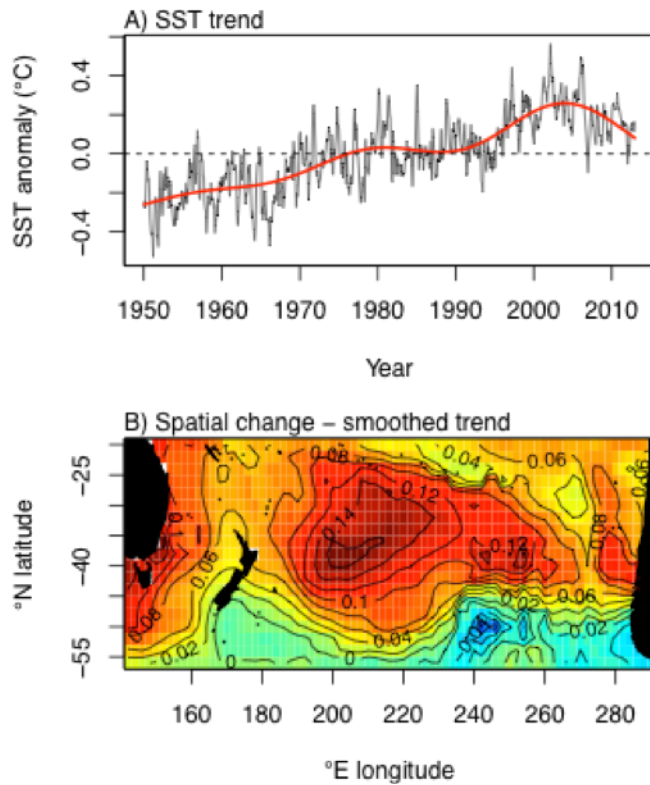 A) SST trend
SST anomaly (°C)
0.4
0.0
−0.4
1950 1960 1970 1980 1990 2000 2010
Year
B) Spatial change − smoothed trend
°N latitude
−25
−40
−55
0.08
0.04
0.06
0.12
0.14
0.08
0.06
0.12
0.1
0.08
0.06
0.02
0.04
0.02
0.02
0
0
160 180 200 220 240 260 280
°E longitude